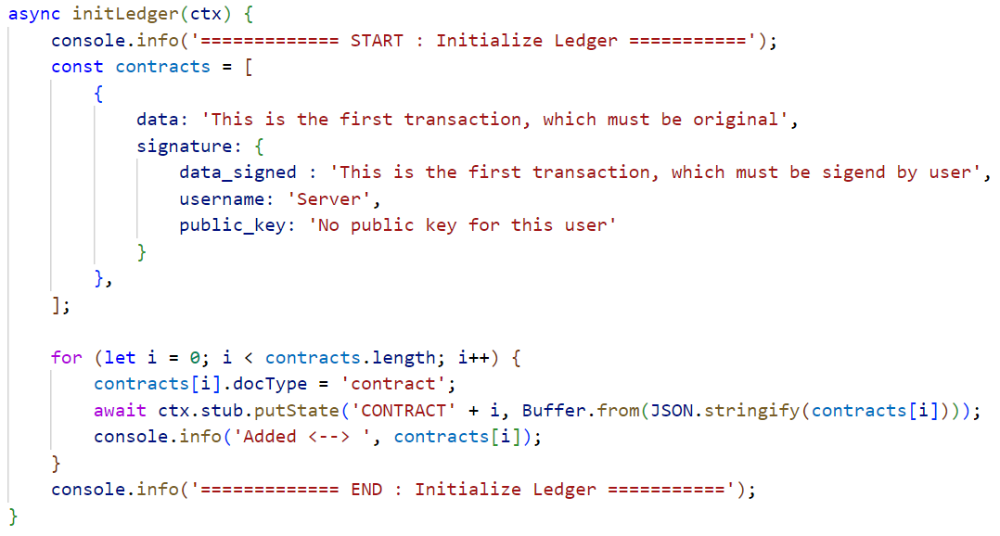 async initLedger(ctx) {
    console.info('============= START : Initialize Ledger ===========');
    const contracts = [
        {
            data: 'This is the first transaction, which must be original',
            signature: {
                data_signed : 'This is the first transaction, which must be sigend by user',
                username: 'Server',
                public_key: 'No public key for this user'
            }
        },
    ];

    for (let i = 0; i < contracts.length; i++) {
        contracts[i].docType = 'contract';
        await ctx.stub.putState('CONTRACT' + i, Buffer.from(JSON.stringify(contracts[i])));
        console.info('Added <--> ', contracts[i]);
    }
    console.info('============= END : Initialize Ledger ===========');
}